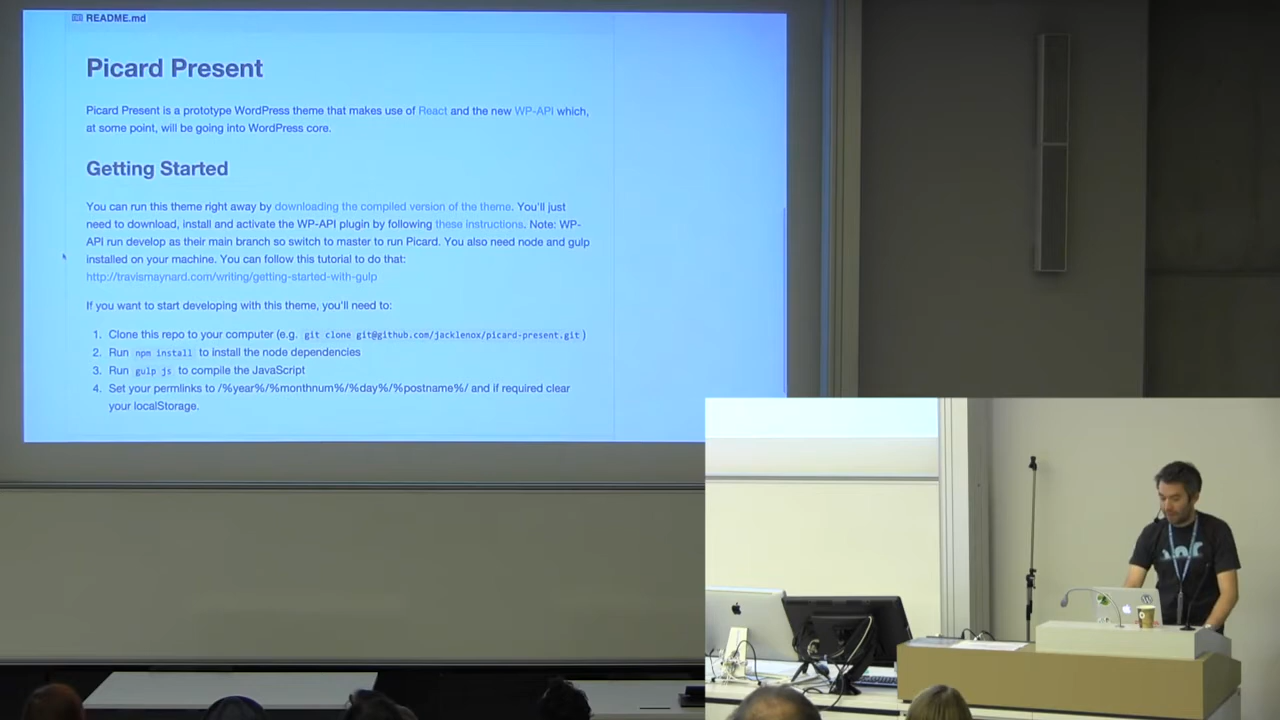 README.md
Picard Present
Picard Present is a prototype WordPress theme that makes use of React and the new WP-API which,
at some point, will be going into WordPress core.
Getting Started
You can run this theme right away by downloading the compiled version of the theme. You'll just
need to download, install and activate the WP-API plugin by following these instructions. Note: WP-
API run develop as their main branch so switch to master to run Picard. You also need node and gulp
installed on your machine. You can follow this tutorial to do that:
http://travismaynard.com/writing/getting-started-with-gulp
If you want to start developing with this theme, you'll need to:
1. Clone this repo to your computer (e.g. git clone git@github.com/jacklenox/picard-present.git)
2. Run npm install to install the node dependencies
3. Run gulp js to compile the JavaScript
4. Set your permlinks to /%year%/%monthnum%/%day%/%postname%/ and if required clear
your localStorage.